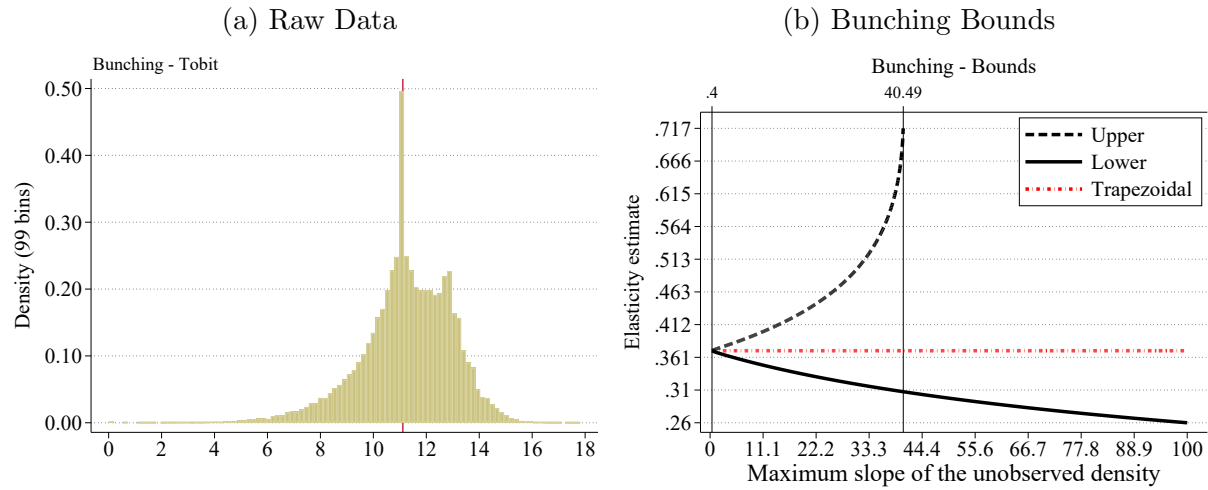 (a) Raw Data
Bunching - Tobit
Density (99 bins)
0.50
0.40
0.30
0.20
0.10
0.00
0 2 4 6 8 10 12 14 16 18
(b) Bunching Bounds
Bunching - Bounds
.4 40.49
Elasticity estimate
.717
.666
.615
.564
.513
.463
.412
.361
.31
.26
Upper
Lower
Trapezoidal
0 11.1 22.2 33.3 44.4 55.6 66.7 77.8 88.9 100
Maximum slope of the unobserved density